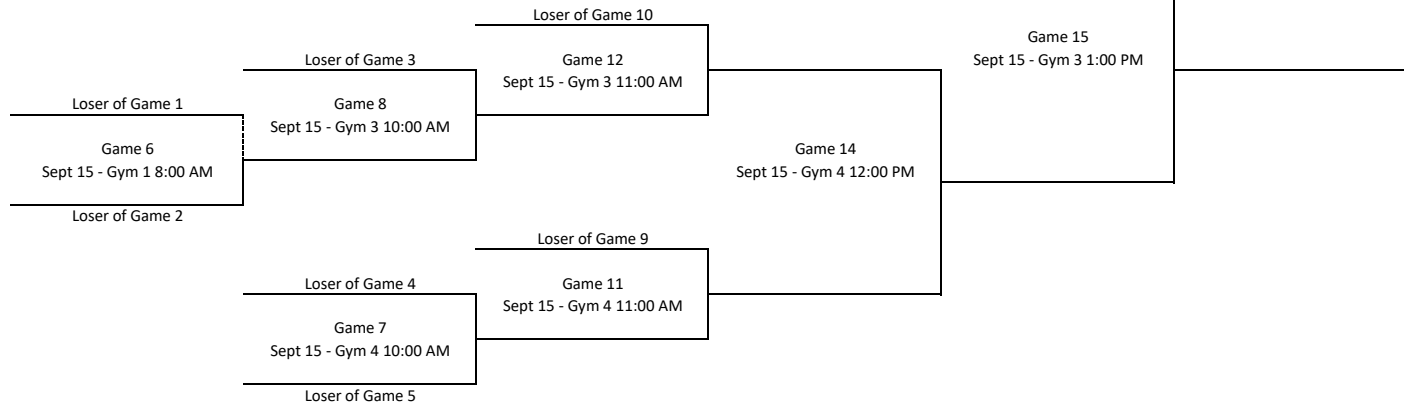 Loser of Game 10
Game 15
Sept 15 - Gym 3 1:00 PM
Loser of Game 3
Game 12
Sept 15 - Gym 3 11:00 AM
Loser of Game 1
Game 8
Sept 15 - Gym 3 10:00 AM
Game 6
Sept 15 - Gym 1 8:00 AM
Game 14
Sept 15 - Gym 4 12:00 PM
Loser of Game 2
Loser of Game 9
Loser of Game 4
Game 11
Sept 15 - Gym 4 11:00 AM
Game 7
Sept 15 - Gym 4 10:00 AM
Loser of Game 5